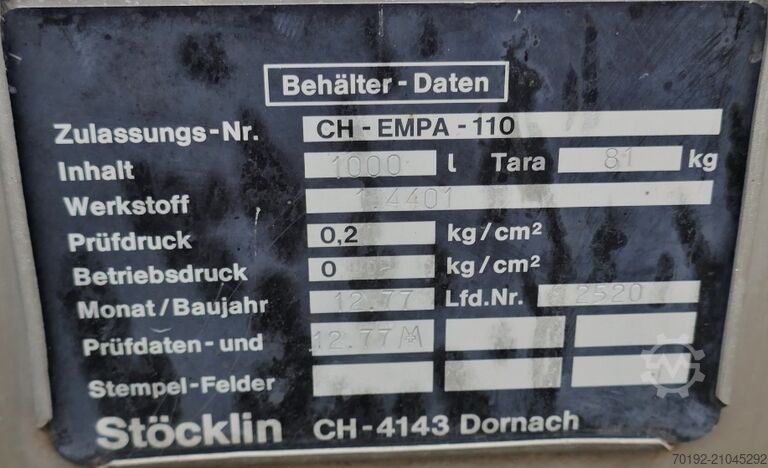 Behälter-Daten
Zulassungs-Nr. CH-EMPA-110
Inhalt 1000 l Tara 81 kg
Werkstoff 1.4401
Prüfdruck 0,2 kg/cm²
Betriebsdruck 0 kg/cm²
Monat/Baujahr 12.77 Lfd.Nr. 2520
Prüfdaten-und 12.77
Stempel-Felder
Stöcklin CH-4143 Dornach
70192-21045292